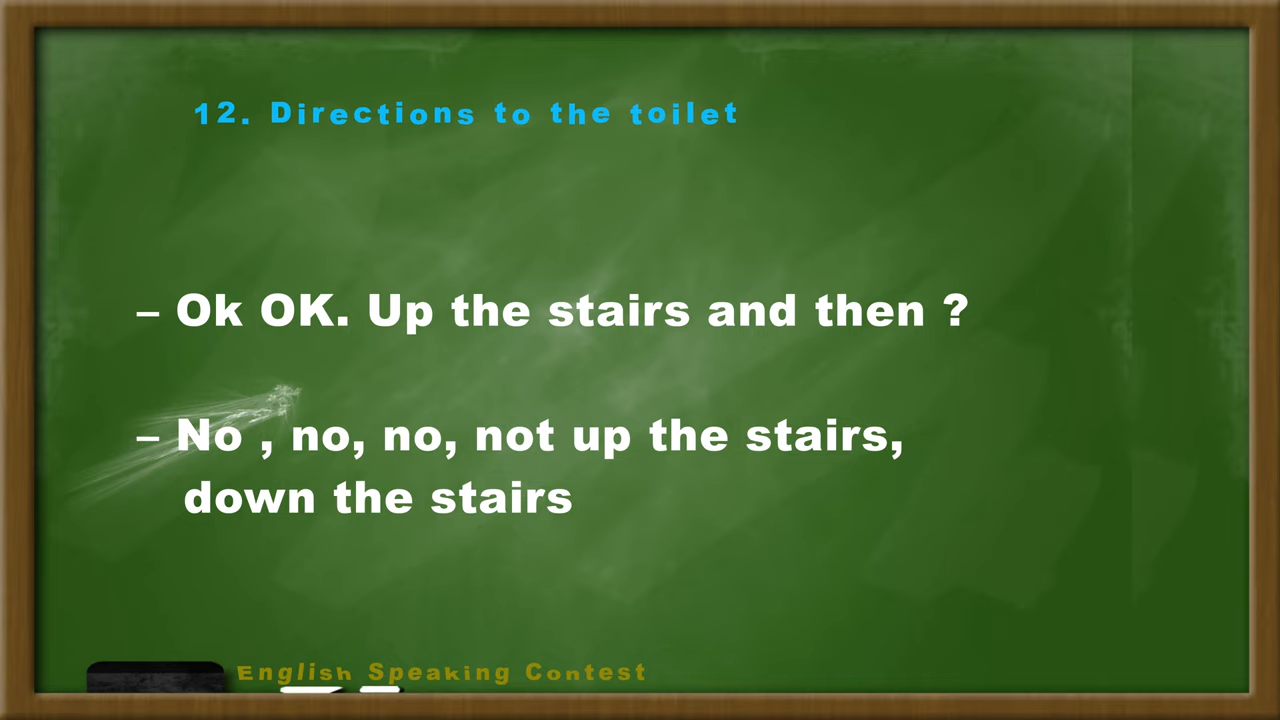 12. Directions to the toilet
– Ok OK. Up the stairs and then ?
– No , no, no, not up the stairs,
down the stairs
English Speaking Contest